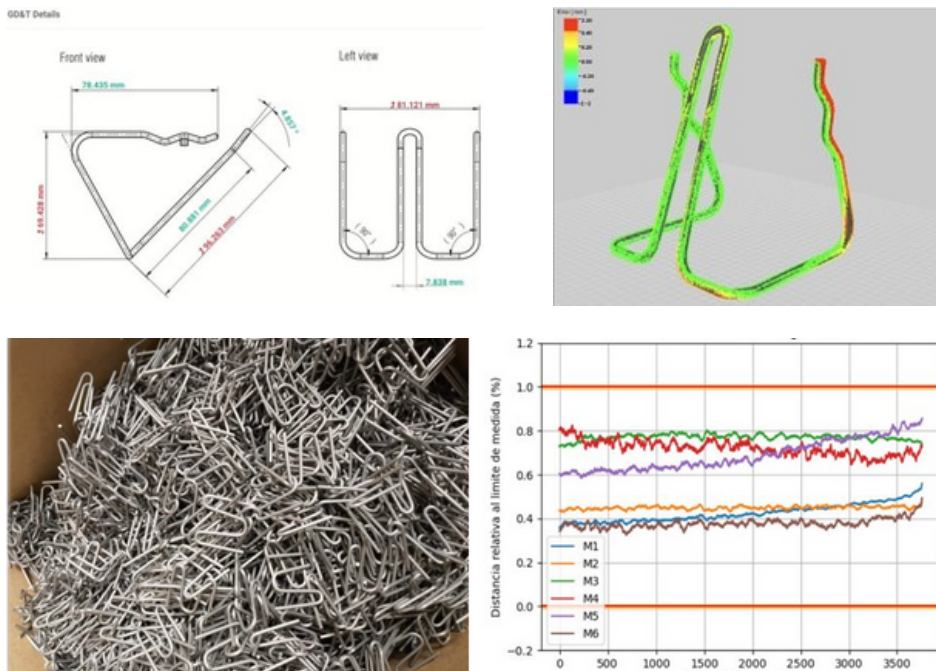 GD&T Details
Front view
Left view
78.435 mm
4.857 °
69.428 mm
80.881 mm
96.263 mm
81.121 mm
( 90° )
( 90° )
7.838 mm
1.2
1.0
0.8
0.6
0.4
0.2
0.0
-0.2
Distancia relativa al limite de medida (%)
M1
M2
M3
M4
M5
M6
0
500
1000
1500
2000
2500
3000
3500